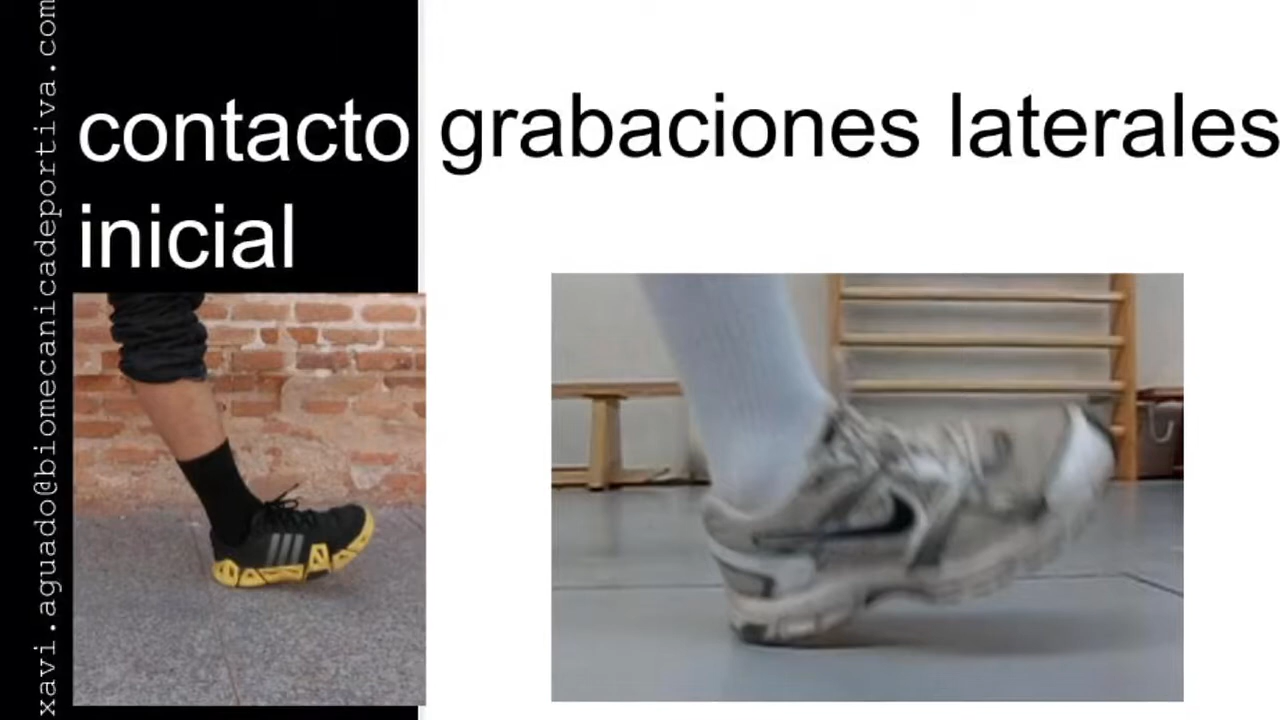 xavi.aguado@biomecanicadeportiva.com
contacto
inicial
grabaciones laterales